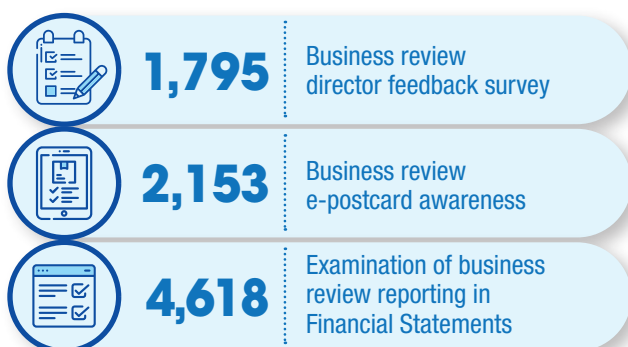 1,795
Business review
director feedback survey
2,153
Business review
e-postcard awareness
4,618
Examination of business
review reporting in
Financial Statements